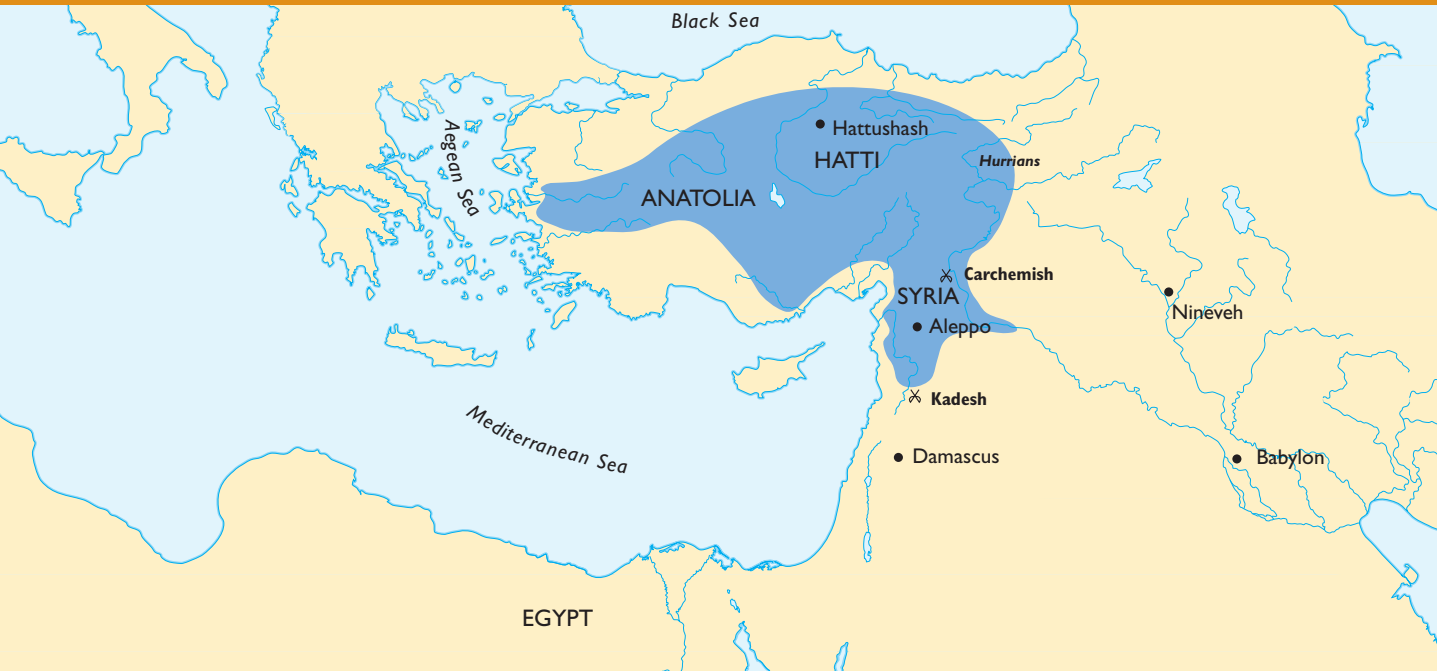 Black Sea
Aegean Sea
Hattushash
HATTI
Hurrians
ANATOLIA
Carchemish
SYRIA
Nineveh
Aleppo
Kadesh
Mediterranean Sea
Damascus
Babylon
EGYPT